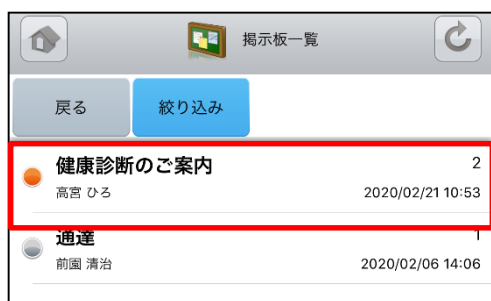 掲示板一覧
戻る 絞り込み
健康診断のご案内 2
高宮 ひろ 2020/02/21 10:53
通達 1
前園 清治 2020/02/06 14:06